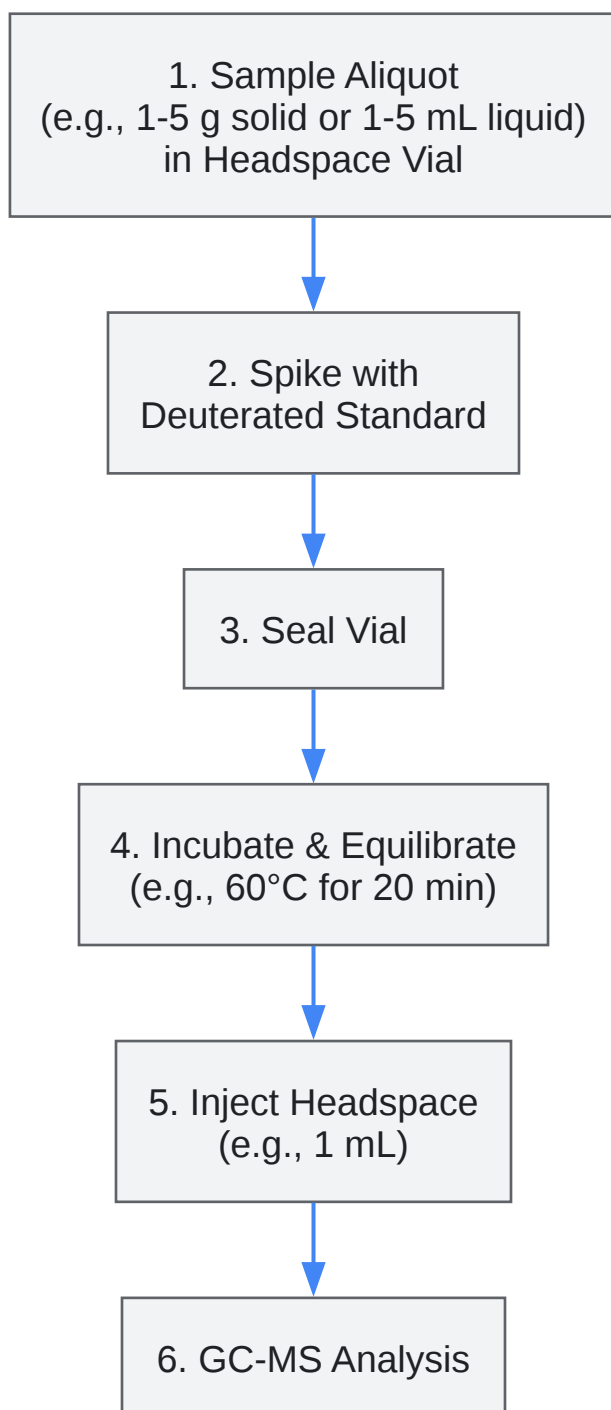 1. Sample Aliquot
(e.g., 1-5 g solid or 1-5 mL liquid)
in Headspace Vial
2. Spike with
Deuterated Standard
3. Seal Vial
4. Incubate & Equilibrate
(e.g., 60°C for 20 min)
5. Inject Headspace
(e.g., 1 mL)
6. GC-MS Analysis